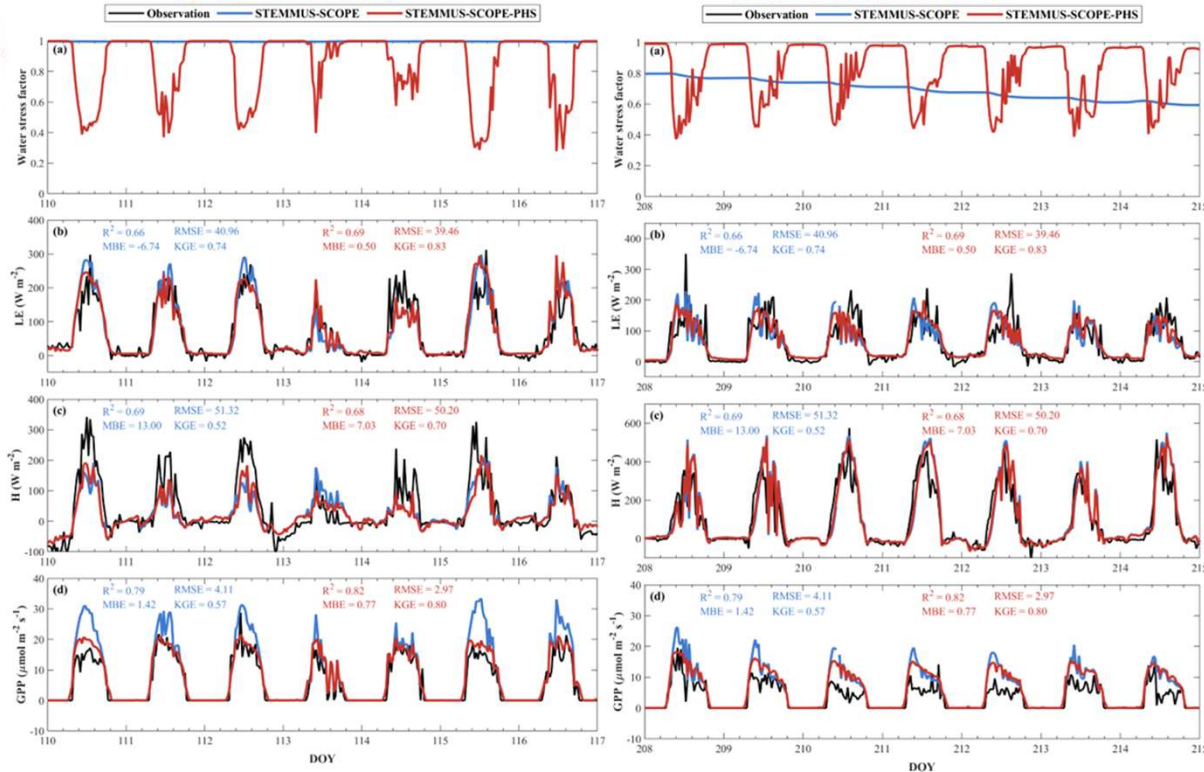 Observation STEMMUS-SCOPE STEMMUS-SCOPE-PHS
(a)
Water stress factor
1
0.8
0.6
0.4
0.2
0
110 111 112 113 114 115 116 117
(b)
R² = 0.66 RMSE = 40.96 R² = 0.69 RMSE = 39.46
MBE = -6.74 KGE = 0.74 MBE = 0.50 KGE = 0.83
LE (W m⁻²)
400
300
200
100
0
110 111 112 113 114 115 116 117
(c)
R² = 0.69 RMSE = 51.32 R² = 0.68 RMSE = 50.20
MBE = 13.00 KGE = 0.52 MBE = 7.03 KGE = 0.70
H (W m⁻²)
400
300
200
100
0
-100
110 111 112 113 114 115 116 117
(d)
R² = 0.79 RMSE = 4.11 R² = 0.82 RMSE = 2.97
MBE = 1.42 KGE = 0.57 MBE = 0.77 KGE = 0.80
GPP (μmol m⁻² s⁻¹)
40
30
20
10
0
-10
110 111 112 113 114 115 116 117
DOY
Observation STEMMUS-SCOPE STEMMUS-SCOPE-PHS
(a)
Water stress factor
1
0.8
0.6
0.4
0.2
0
208 209 210 211 212 213 214 215
(b)
R² = 0.66 RMSE = 40.96 R² = 0.69 RMSE = 39.46
MBE = -6.74 KGE = 0.74 MBE = 0.50 KGE = 0.83
LE (W m⁻²)
400
300
200
100
0
208 209 210 211 212 213 214 215
(c)
R² = 0.69 RMSE = 51.32 R² = 0.68 RMSE = 50.20
MBE = 13.00 KGE = 0.52 MBE = 7.03 KGE = 0.70
H (W m⁻²)
600
400
200
0
208 209 210 211 212 213 214 215
(d)
R² = 0.79 RMSE = 4.11 R² = 0.82 RMSE = 2.97
MBE = 1.42 KGE = 0.57 MBE = 0.77 KGE = 0.80
GPP (μmol m⁻² s⁻¹)
40
30
20
10
0
-10
208 209 210 211 212 213 214 215
DOY